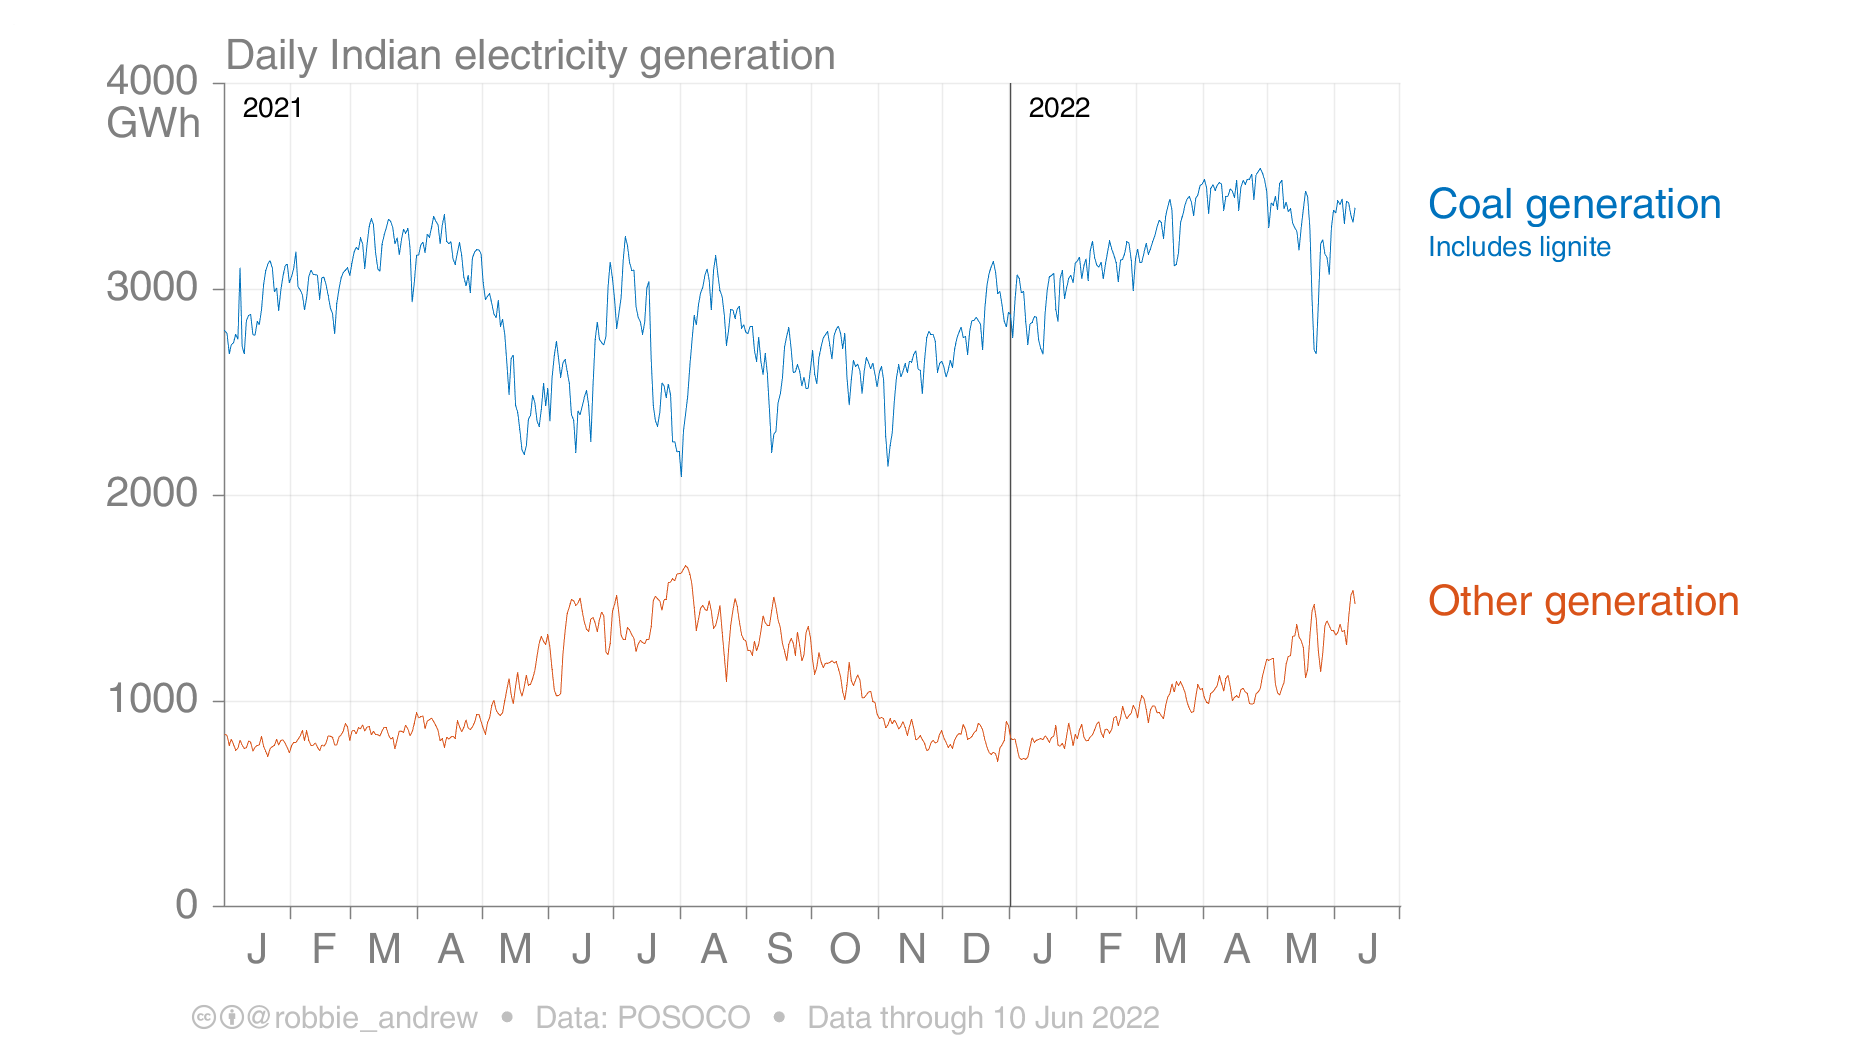 Daily Indian electricity generation
4000
GWh
2021
2022
Coal generation
Includes lignite
3000
2000
Other generation
1000
0
J F M A M J J A S O N D J F M A M J
cc @robbie_andrew • Data: POSOCO • Data through 10 Jun 2022